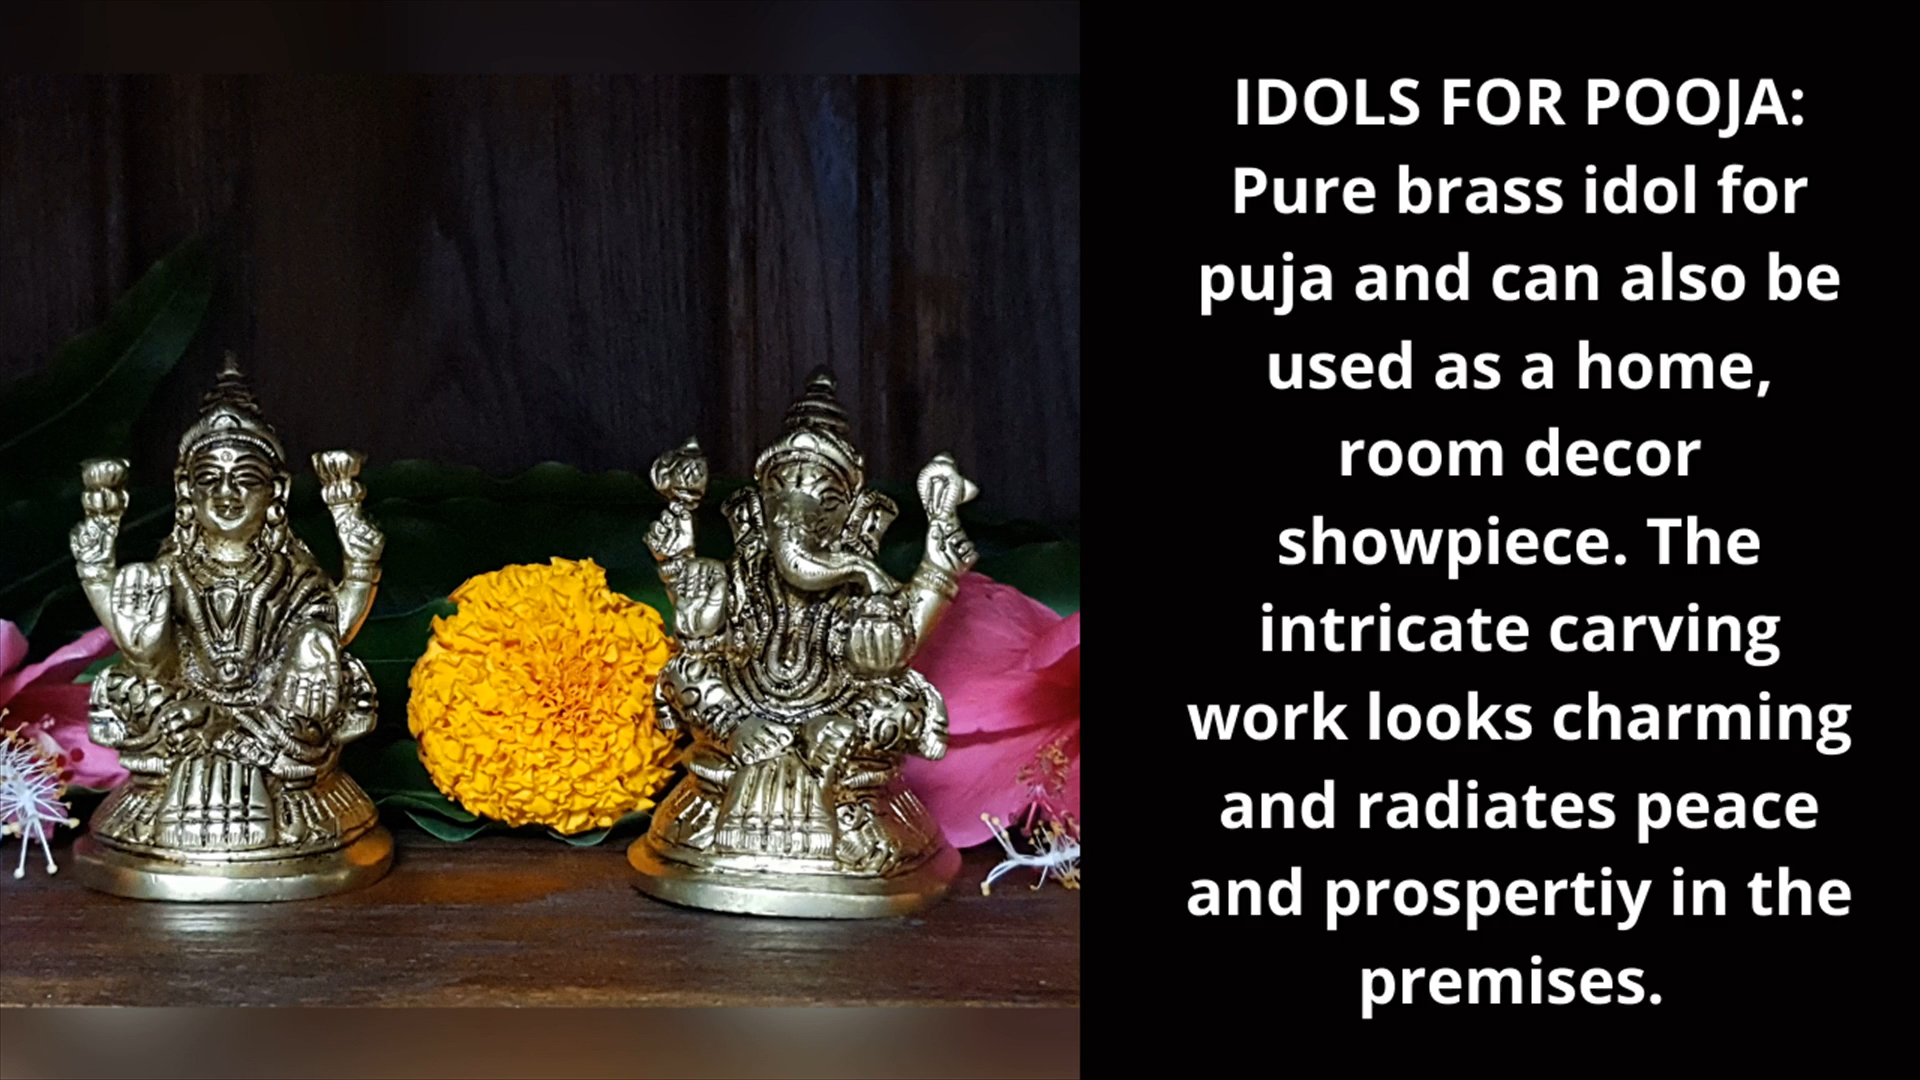 IDOLS FOR POOJA:
Pure brass idol for
puja and can also be
used as a home,
room decor
showpiece. The
intricate carving
work looks charming
and radiates peace
and prospertiy in the
premises.